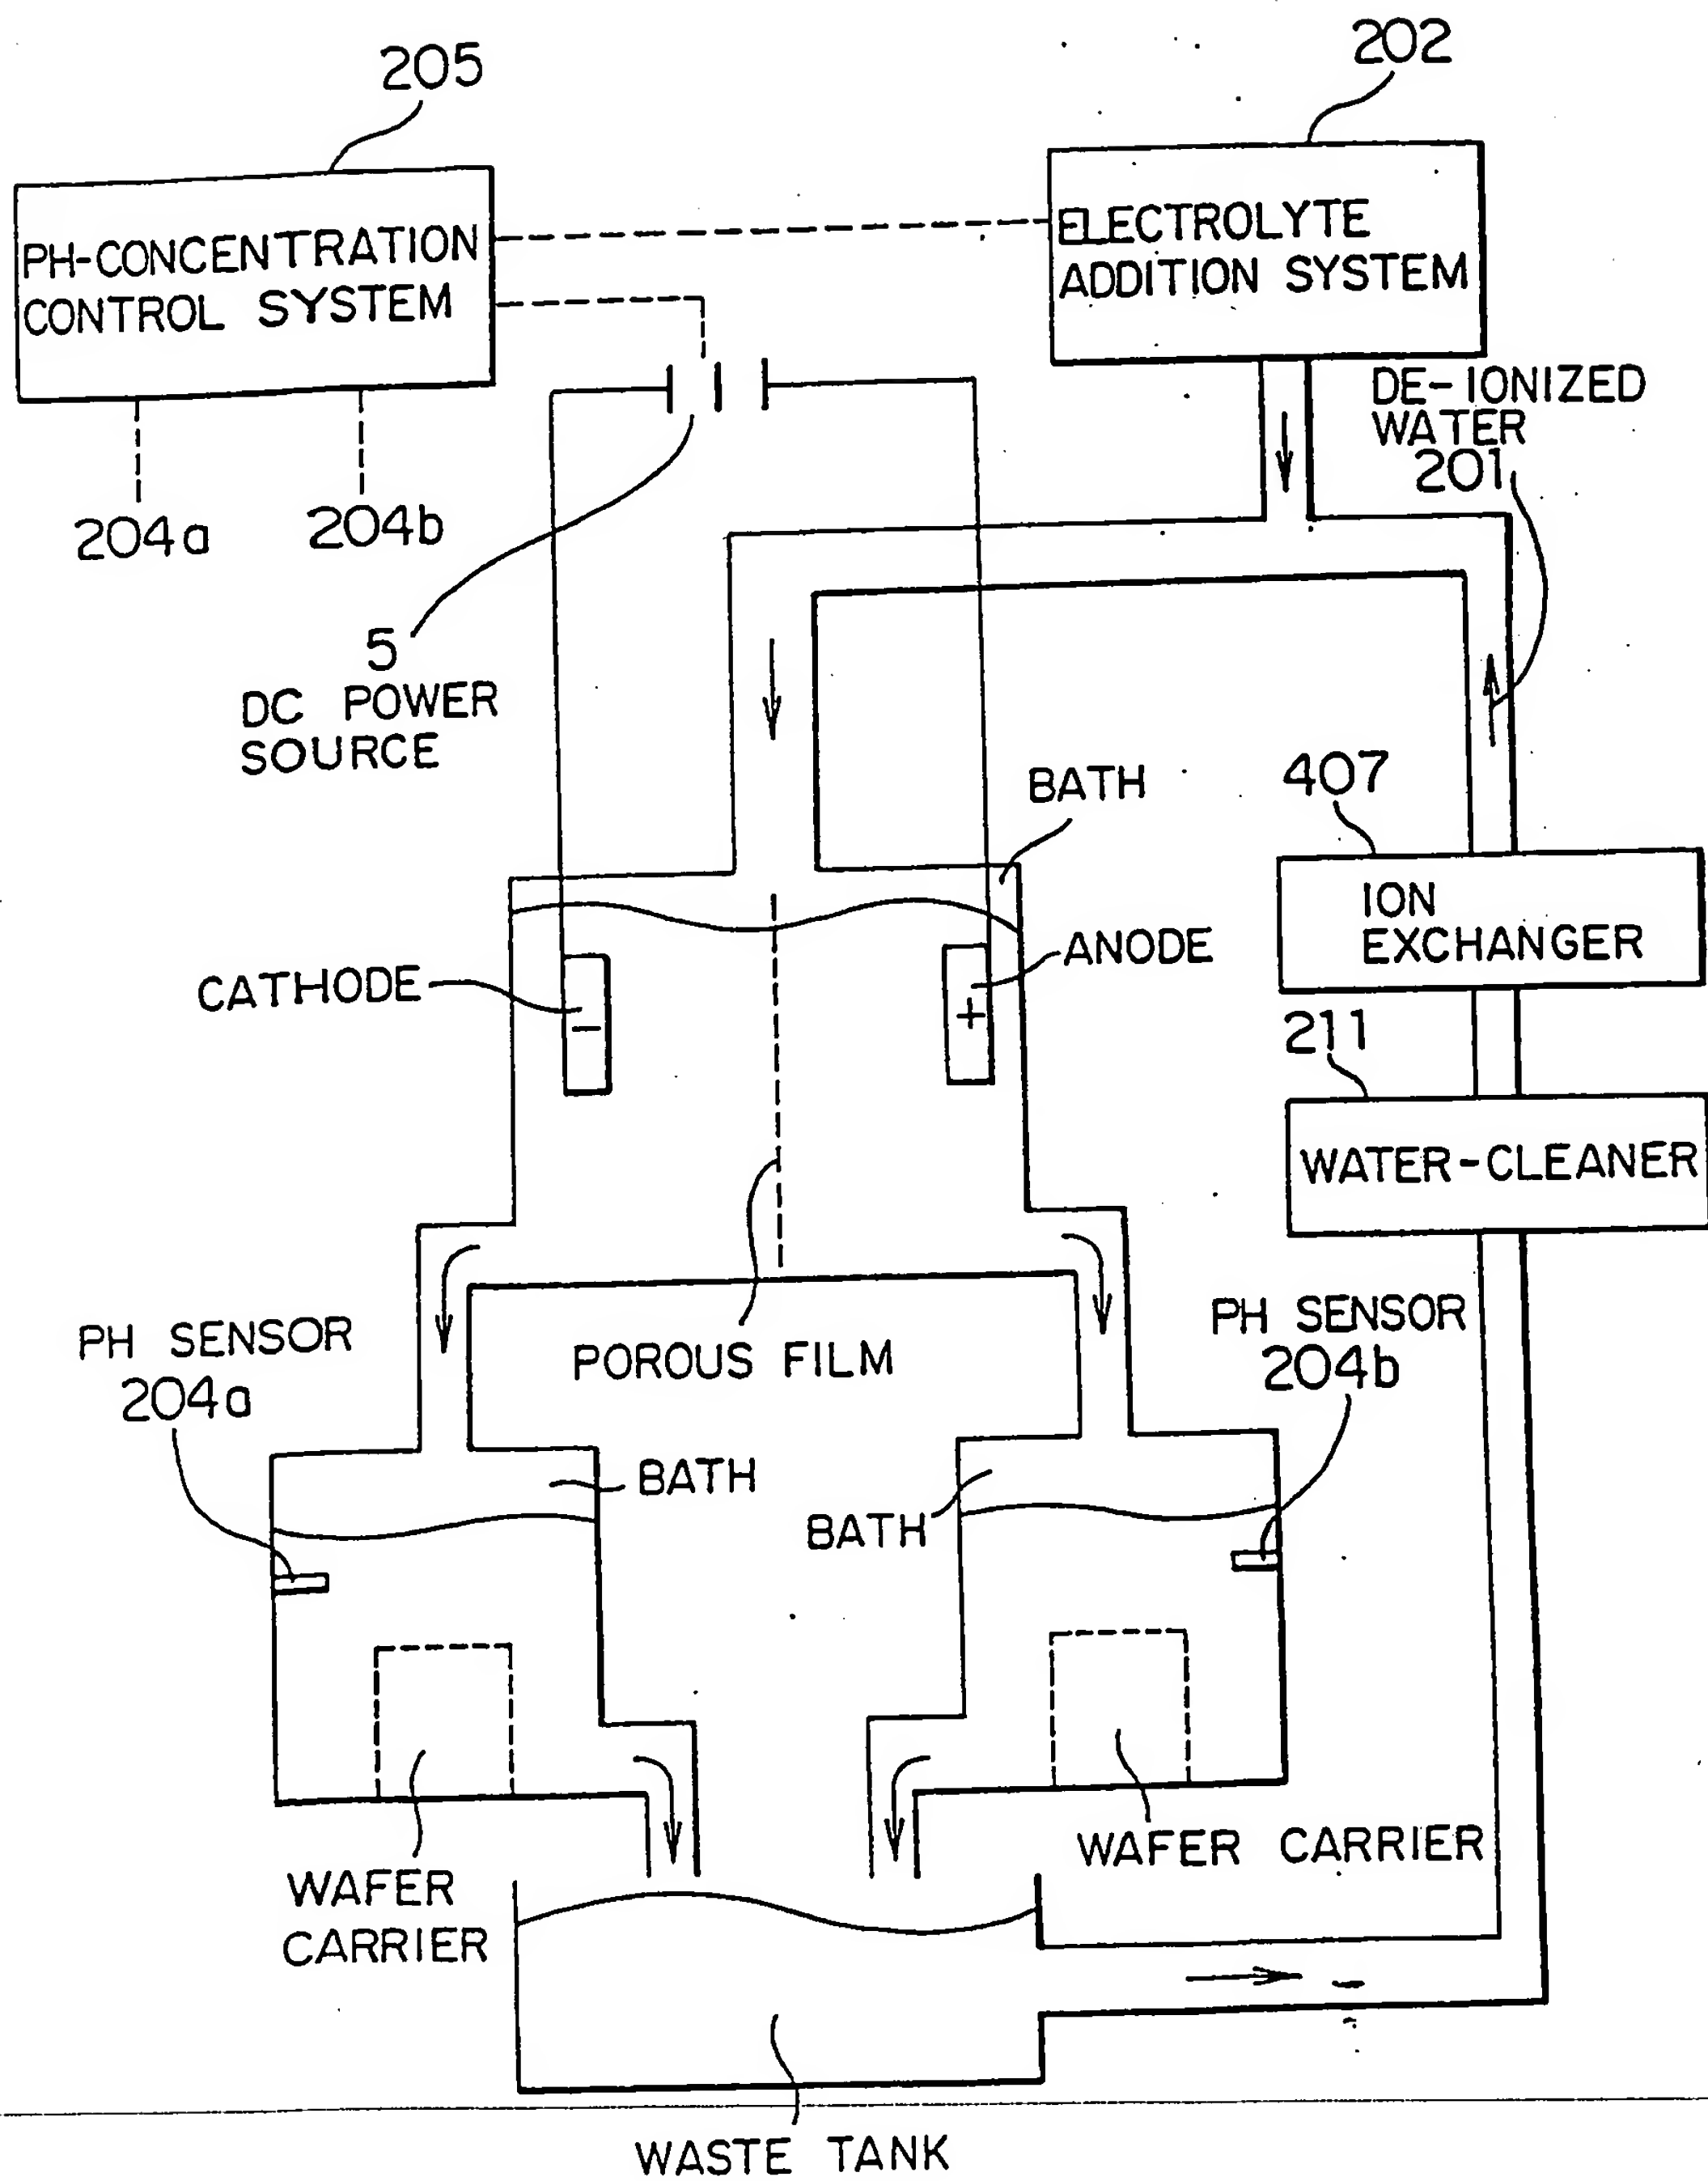 205
202
PH-CONCENTRATION
CONTROL SYSTEM
ELECTROLYTE
ADDITION SYSTEM
DE-IONIZED
WATER
201
204a
204b
5
DC POWER
SOURCE
BATH
407
ION
EXCHANGER
CATHODE
ANODE
−
+
211
WATER-CLEANER
PH SENSOR
204a
POROUS FILM
PH SENSOR
204b
BATH
BATH
WAFER
CARRIER
WAFER CARRIER
WASTE TANK